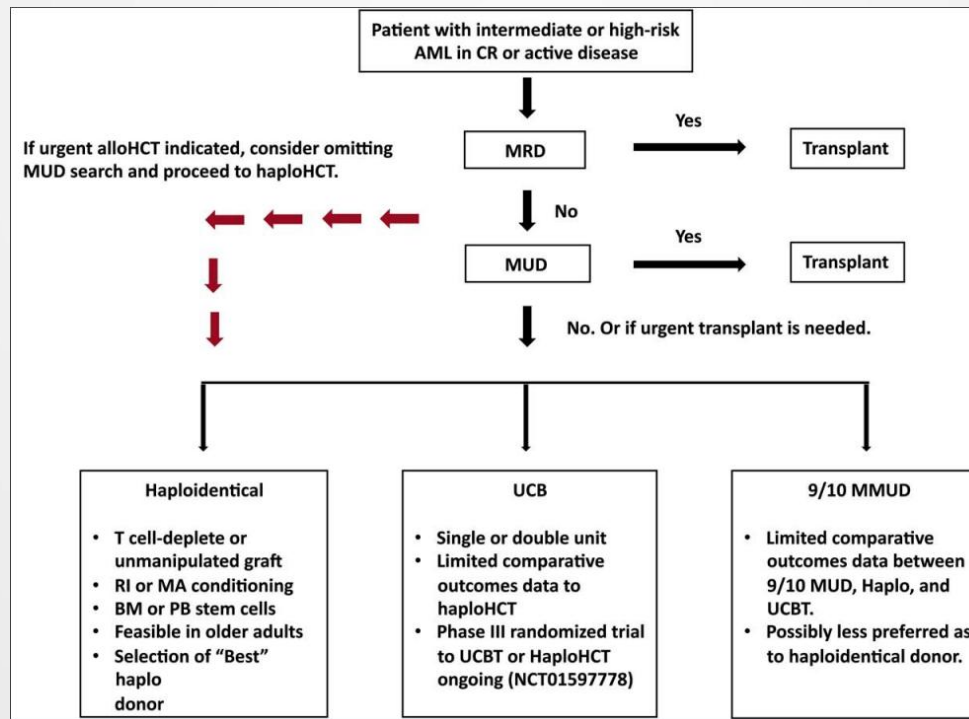 Patient with intermediate or high-risk
AML in CR or active disease
Yes
If urgent alloHCT indicated, consider omitting
MUD search and proceed to haploHCT.
MRD
Transplant
No
Yes
MUD
Transplant
No. Or if urgent transplant is needed.
Haploidentical
• T cell-deplete or
unmanipulated graft
• RI or MA conditioning
• BM or PB stem cells
• Feasible in older adults
• Selection of “Best”
haplo
donor
UCB
• Single or double unit
• Limited comparative
outcomes data to
haploHCT
• Phase III randomized trial
to UCBT or HaploHCT
ongoing (NCT01597778)
9/10 MMUD
• Limited comparative
outcomes data between
9/10 MUD, Haplo, and
UCBT.
• Possibly less preferred as
to haploidentical donor.